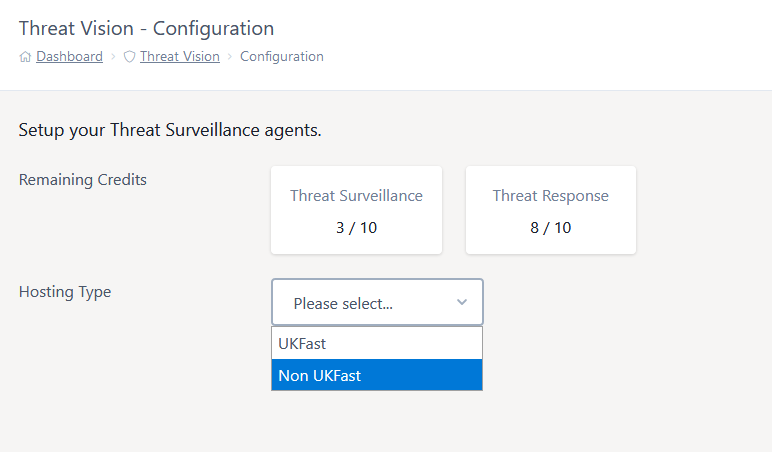 Threat Vision - Configuration
Dashboard > Threat Vision > Configuration
Setup your Threat Surveillance agents.
Remaining Credits
Threat Surveillance
3 / 10
Threat Response
8 / 10
Hosting Type
Please select...
UKFast
Non UKFast